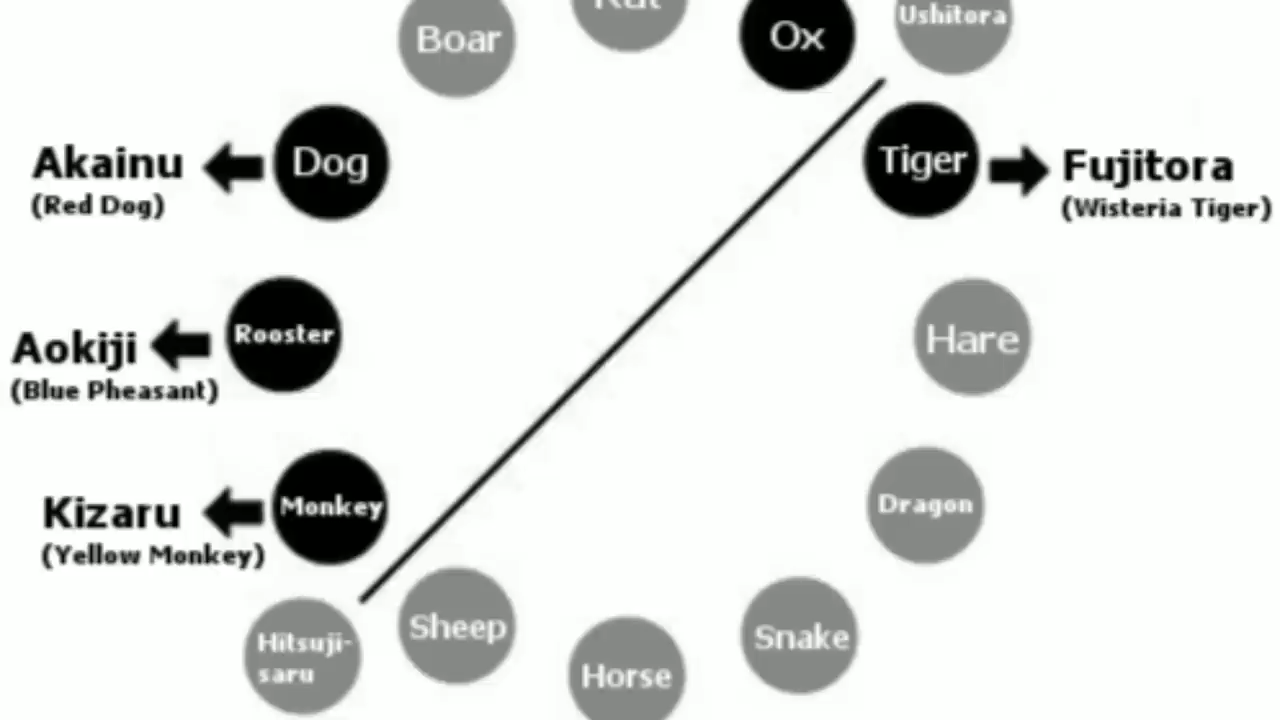 Rat
Boar
Ox
Ushitora
Akainu
(Red Dog)
Dog
Tiger
Fujitora
(Wisteria Tiger)
Aokiji
(Blue Pheasant)
Rooster
Hare
Kizaru
(Yellow Monkey)
Monkey
Dragon
Hitsuji-
saru
Sheep
Horse
Snake